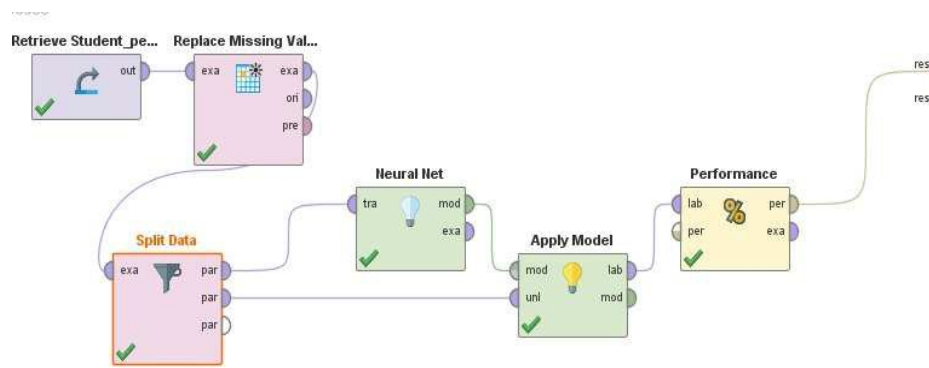 Retrieve Student_pe...
Replace Missing Val...
out
exa
exa
ori
pre
res
res
Neural Net
tra
mod
exa
Performance
lab
per
per
exa
Split Data
exa
par
par
par
Apply Model
mod
lab
unl
mod
%